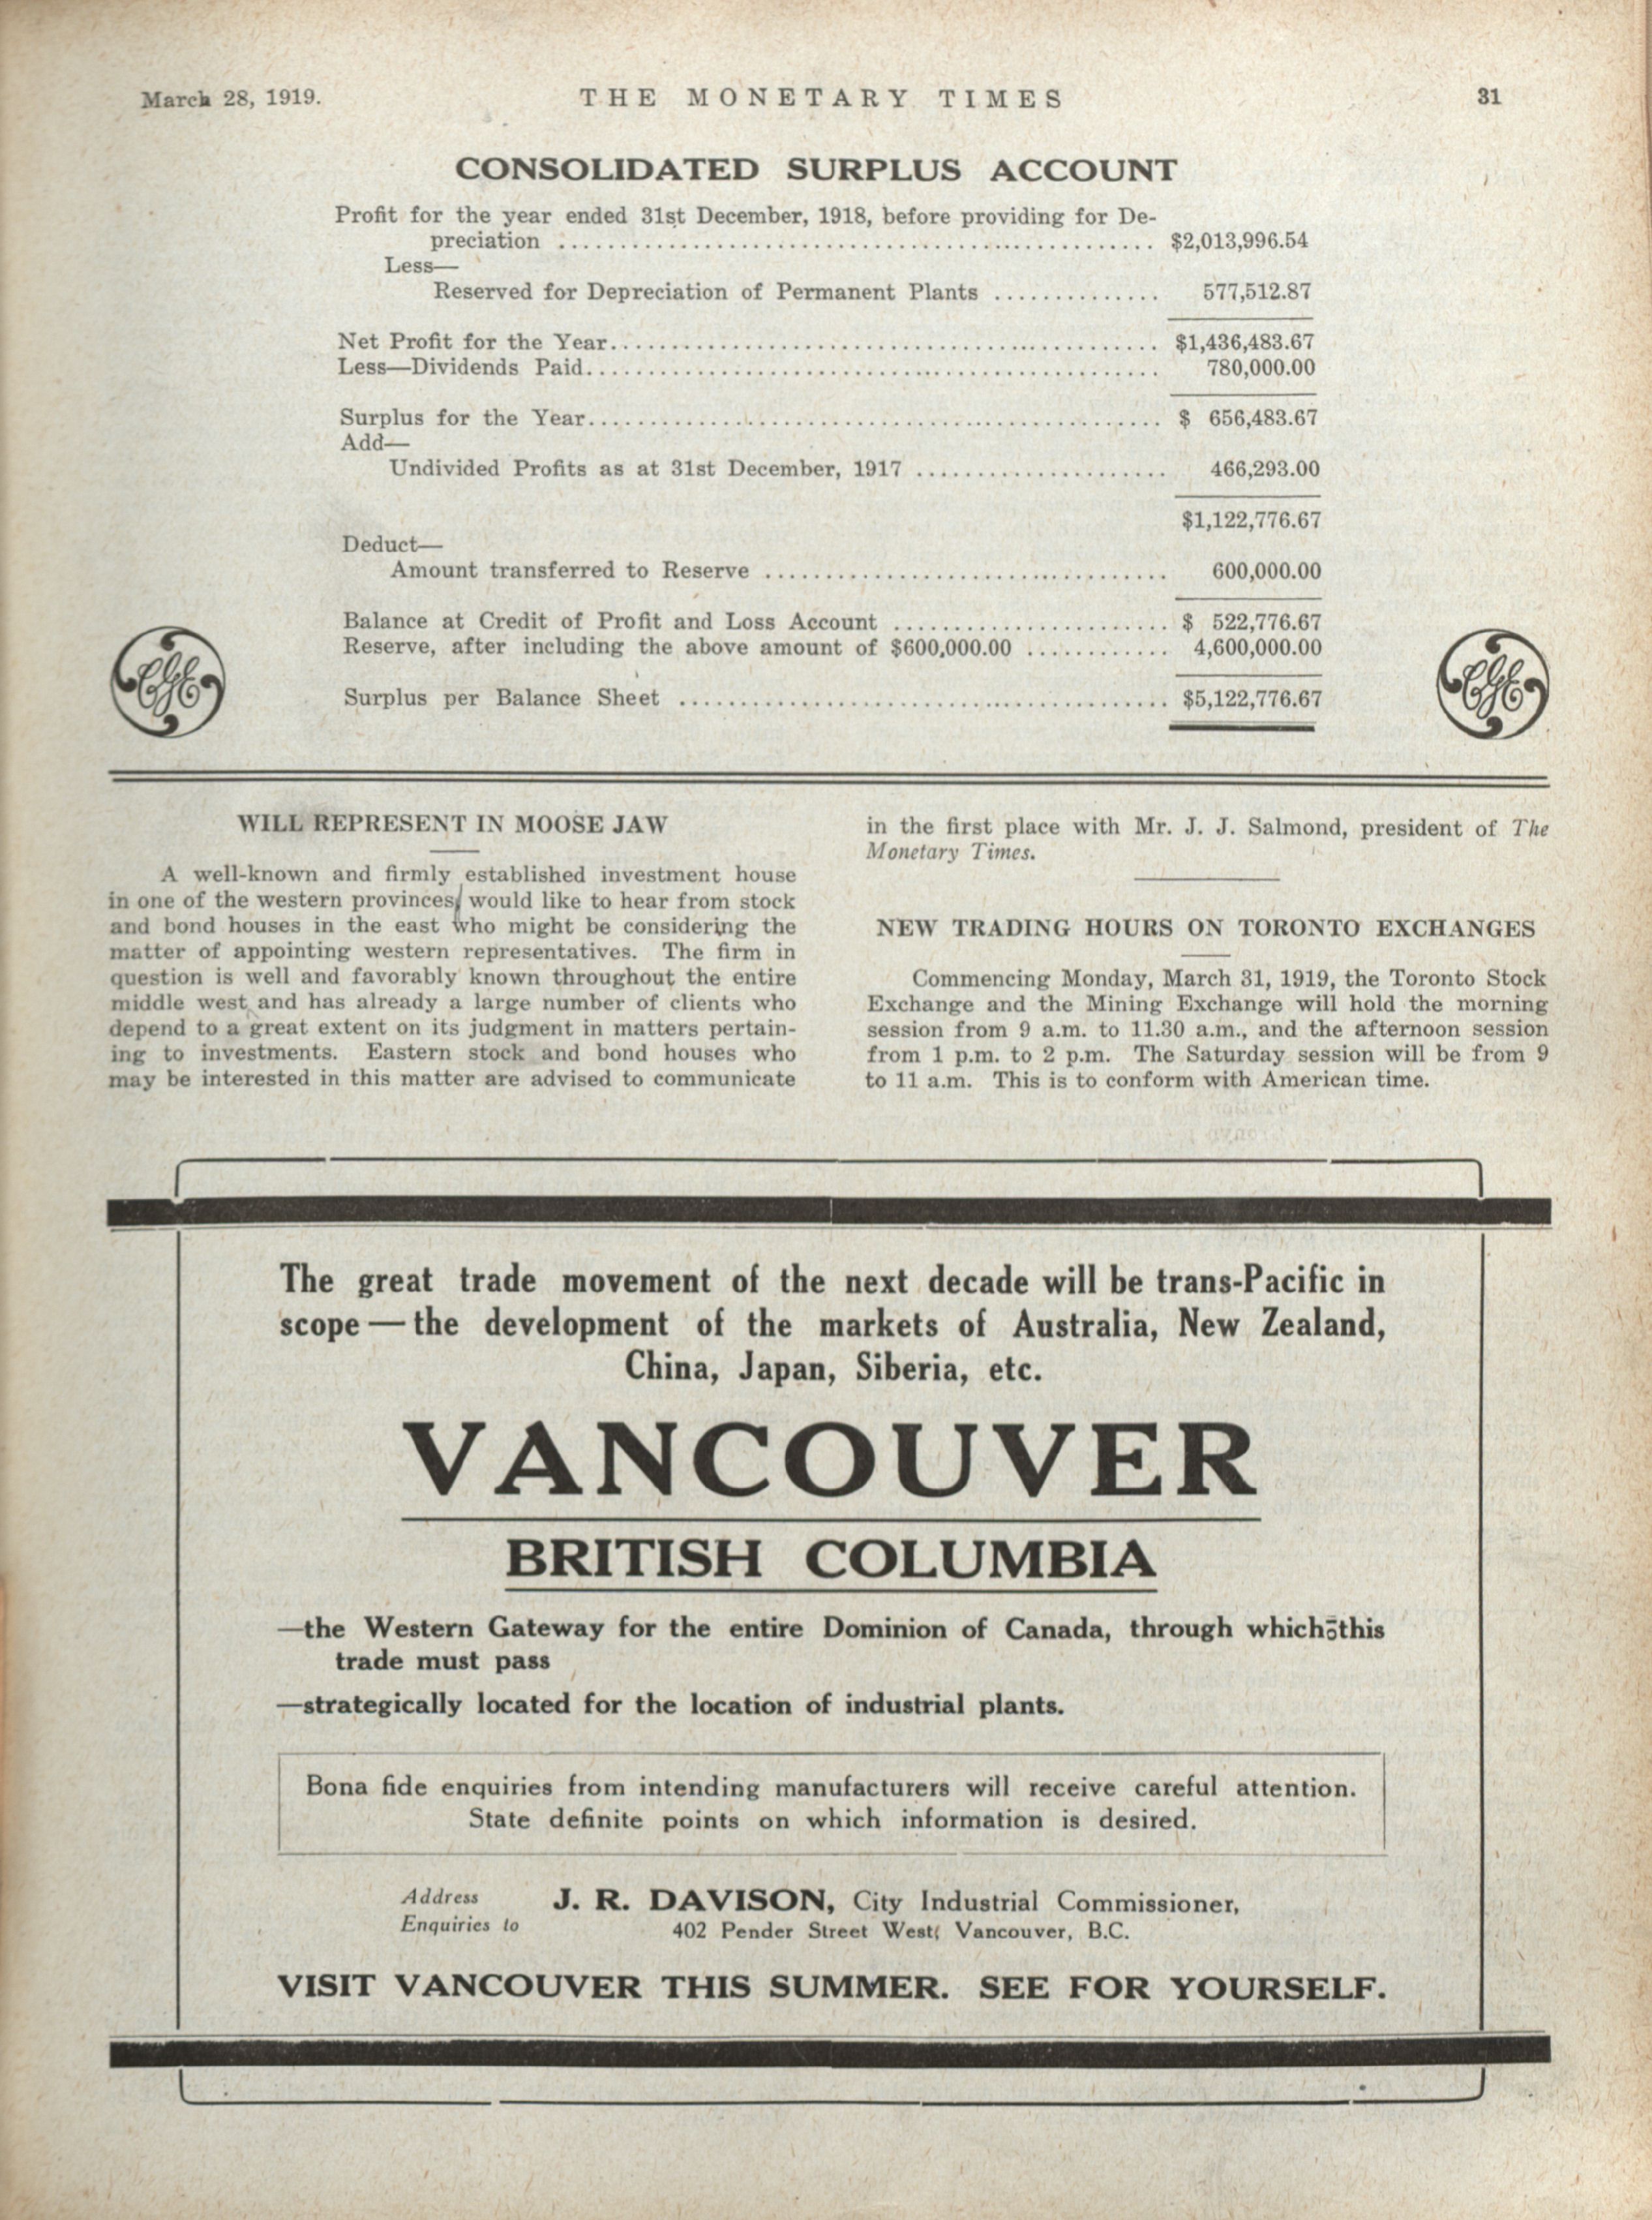 March 28, 1919.
THE MONETARY TIMES
31
CONSOLIDATED SURPLUS ACCOUNT
Profit for the year ended 31st December, 1918, before providing for De-
preciation ................................................ $2,013,996.54
Less—
Reserved for Depreciation of Permanent Plants .............. 577,512.87
Net Profit for the Year............................................ $1,436,483.67
Less—Dividends Paid............................................... 780,000.00
Surplus for the Year............................................... $ 656,483.67
Add—
Undivided Profits as at 31st December, 1917 ..................... 466,293.00
$1,122,776.67
Deduct—
Amount transferred to Reserve .................................. 600,000.00
Balance at Credit of Profit and Loss Account ....................... $ 522,776.67
Reserve, after including the above amount of $600,000.00 ............ 4,600,000.00
Surplus per Balance Sheet ......................................... $5,122,776.67
WILL REPRESENT IN MOOSE JAW
A well-known and firmly established investment house
in one of the western provinces, would like to hear from stock
and bond houses in the east who might be considering the
matter of appointing western representatives. The firm in
question is well and favorably known throughout the entire
middle west and has already a large number of clients who
depend to a great extent on its judgment in matters pertain-
ing to investments. Eastern stock and bond houses who
may be interested in this matter are advised to communicate
in the first place with Mr. J. J. Salmond, president of The
Monetary Times.
NEW TRADING HOURS ON TORONTO EXCHANGES
Commencing Monday, March 31, 1919, the Toronto Stock
Exchange and the Mining Exchange will hold the morning
session from 9 a.m. to 11.30 a.m., and the afternoon session
from 1 p.m. to 2 p.m. The Saturday session will be from 9
to 11 a.m. This is to conform with American time.
The great trade movement of the next decade will be trans-Pacific in
scope — the development of the markets of Australia, New Zealand,
China, Japan, Siberia, etc.
VANCOUVER
BRITISH COLUMBIA
—the Western Gateway for the entire Dominion of Canada, through which this
trade must pass
—strategically located for the location of industrial plants.
Bona fide enquiries from intending manufacturers will receive careful attention.
State definite points on which information is desired.
Address
Enquiries to
J. R. DAVISON, City Industrial Commissioner,
402 Pender Street West, Vancouver, B.C.
VISIT VANCOUVER THIS SUMMER. SEE FOR YOURSELF.